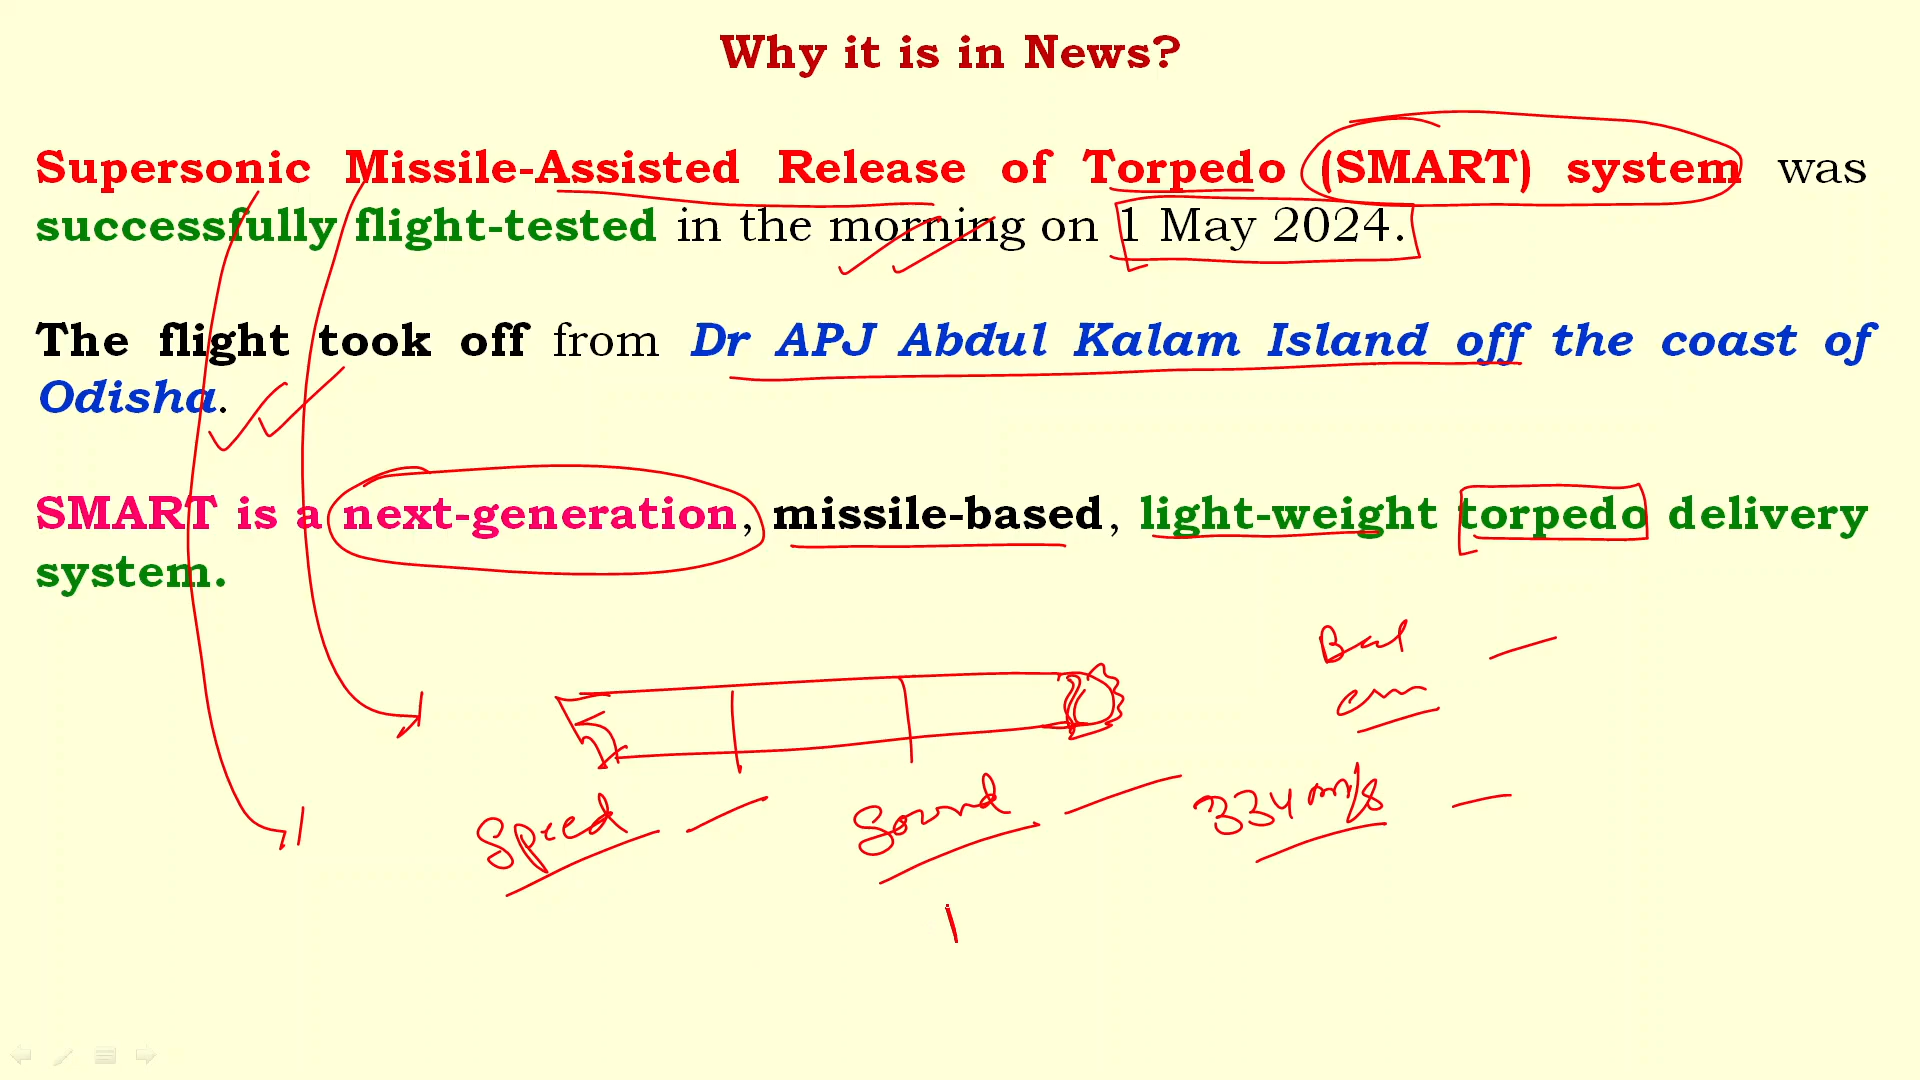 Why it is in News?
Supersonic Missile-Assisted Release of Torpedo (SMART) system was
successfully flight-tested in the morning on 1 May 2024.
The flight took off from Dr APJ Abdul Kalam Island off the coast of
Odisha.
SMART is a next-generation, missile-based, light-weight torpedo delivery
system.
Speed Sound 334 m/s